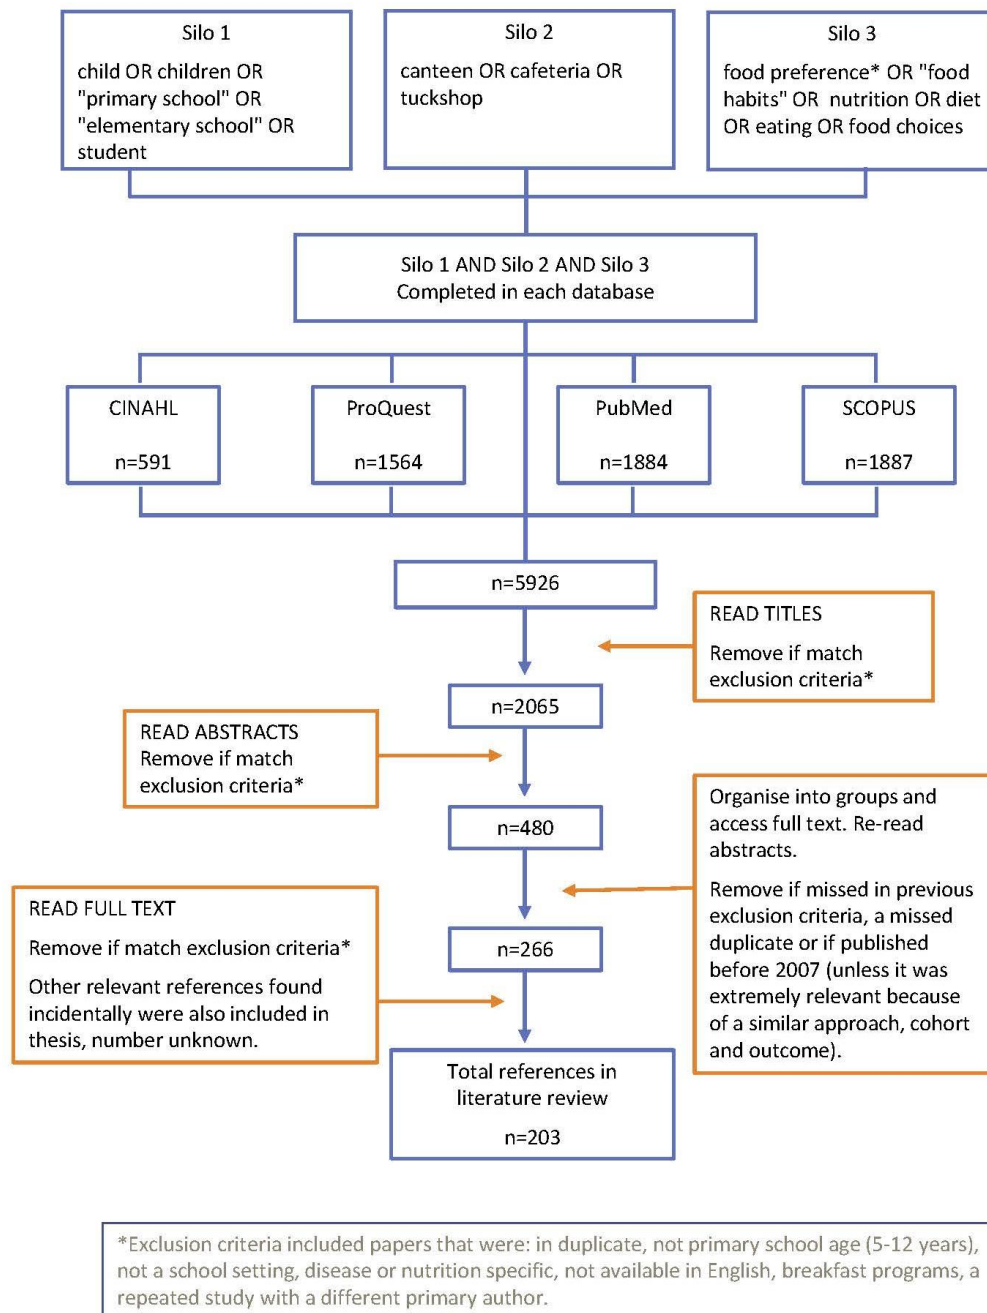 Silo 1
child OR children OR
"primary school" OR
"elementary school" OR
student
Silo 2
canteen OR cafeteria OR
tuckshop
Silo 3
food preference* OR "food
habits" OR nutrition OR diet
OR eating OR food choices
Silo 1 AND Silo 2 AND Silo 3
Completed in each database
CINAHL
n=591
ProQuest
n=1564
PubMed
n=1884
SCOPUS
n=1887
n=5926
READ TITLES
Remove if match
exclusion criteria*
n=2065
READ ABSTRACTS
Remove if match
exclusion criteria*
n=480
Organise into groups and
access full text. Re-read
abstracts.
Remove if missed in previous
exclusion criteria, a missed
duplicate or if published
before 2007 (unless it was
extremely relevant because
of a similar approach, cohort
and outcome).
n=266
READ FULL TEXT
Remove if match exclusion criteria*
Other relevant references found
incidentally were also included in
thesis, number unknown.
Total references in
literature review
n=203
*Exclusion criteria included papers that were: in duplicate, not primary school age (5-12 years),
not a school setting, disease or nutrition specific, not available in English, breakfast programs, a
repeated study with a different primary author.